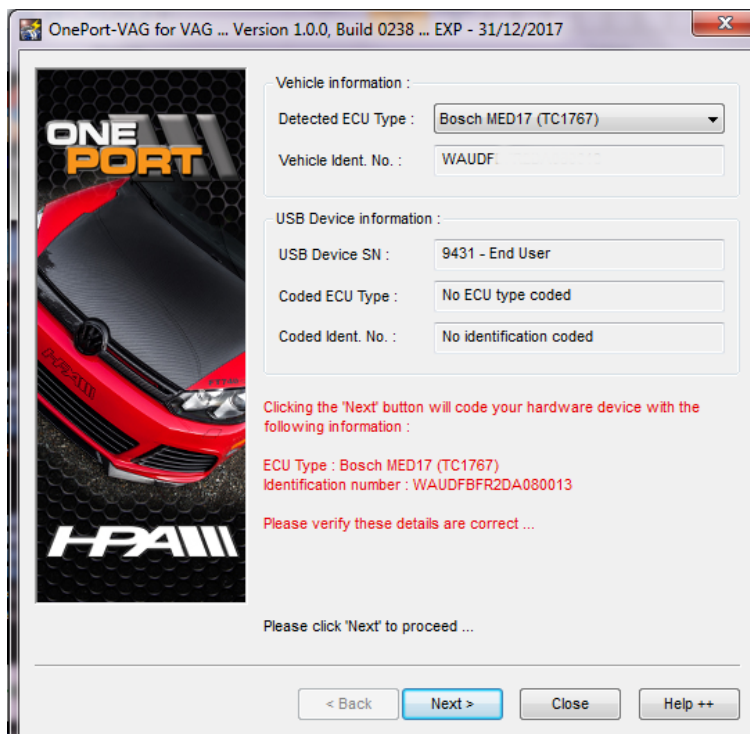 OnePort-VAG for VAG ... Version 1.0.0, Build 0238 ... EXP - 31/12/2017
ONE
PORT
HPA
HPA
Vehicle information :
Detected ECU Type :
Bosch MED17 (TC1767)
Vehicle Ident. No. :
WAUDF
USB Device information :
USB Device SN :
9431 - End User
Coded ECU Type :
No ECU type coded
Coded Ident. No. :
No identification coded
Clicking the 'Next' button will code your hardware device with the
following information :
ECU Type : Bosch MED17 (TC1767)
Identification number : WAUDFBFR2DA080013
Please verify these details are correct ...
Please click 'Next' to proceed ...
< Back
Next >
Close
Help ++